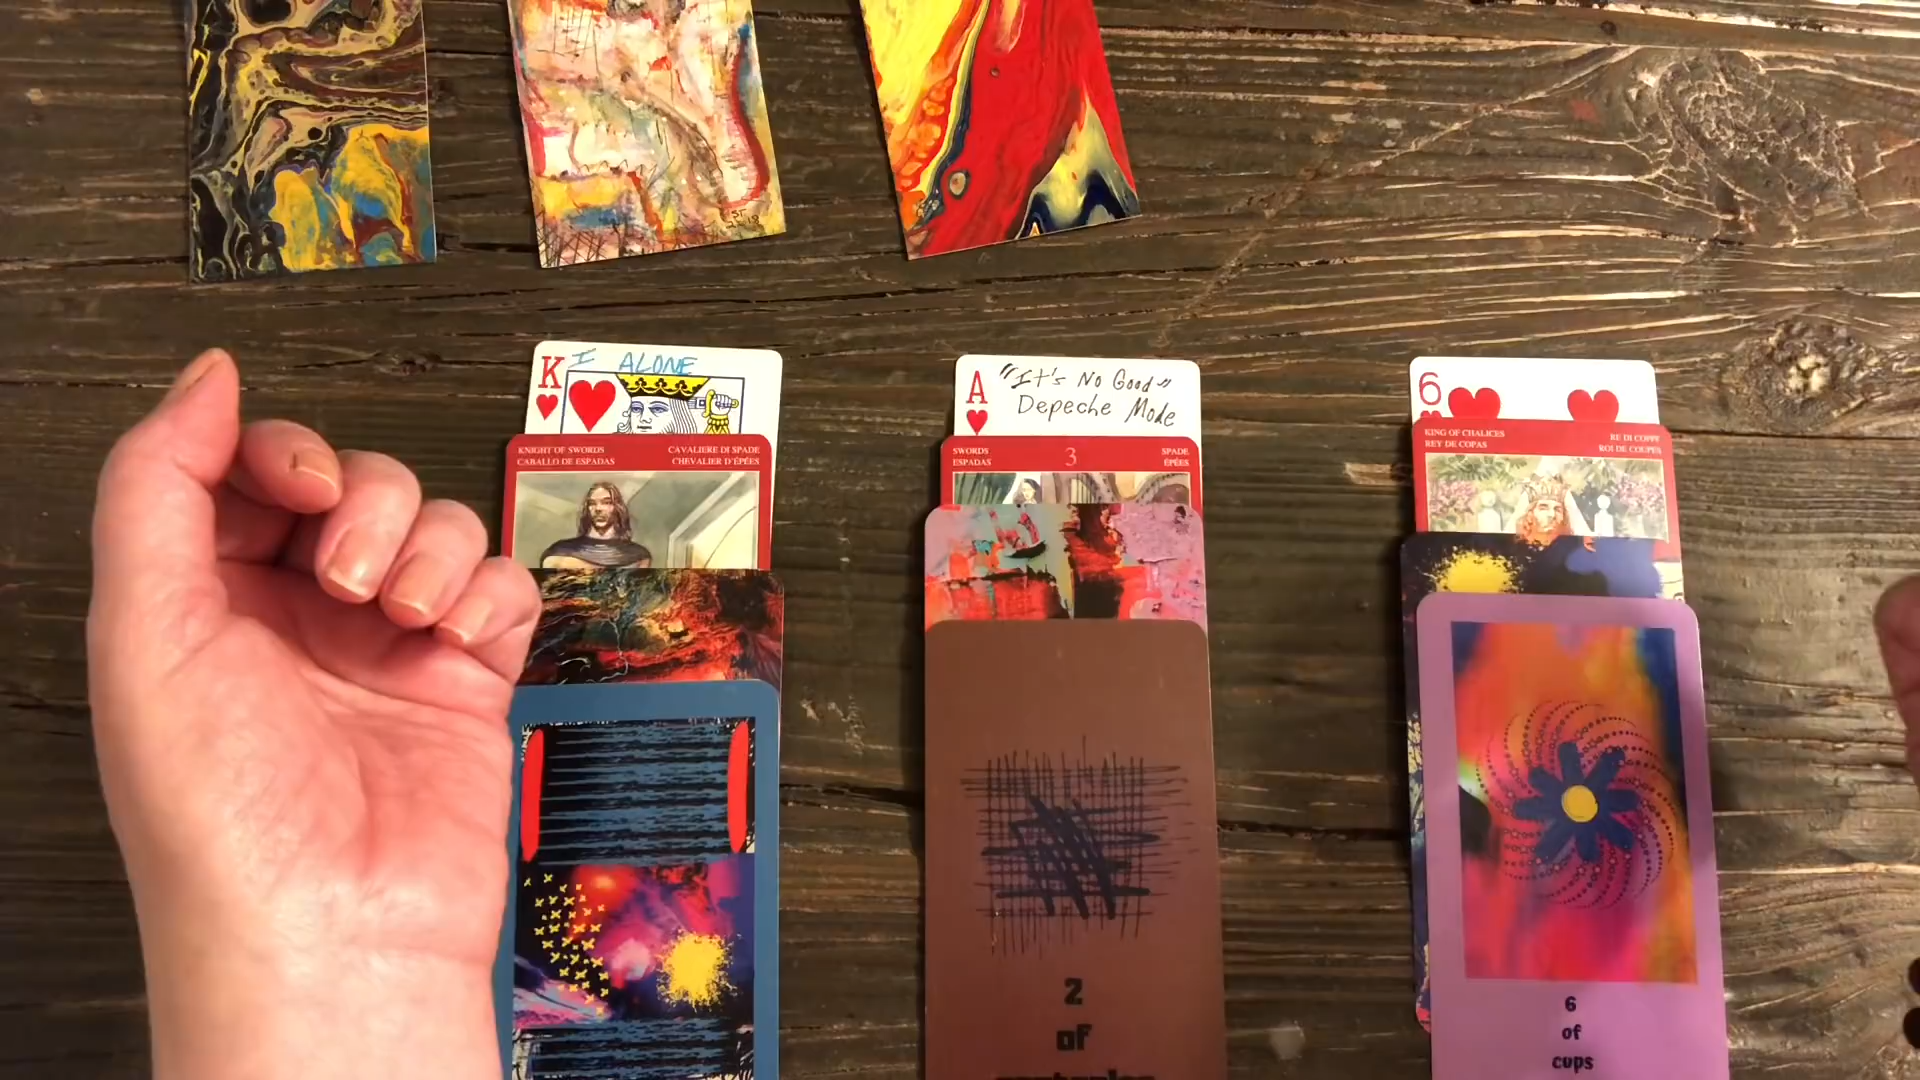 ST
K I ALONE
KNIGHT OF SWORDS CAVALIERE DI SPADE
CABALLO DE ESPADAS CHEVALIER D'ÉPÉES
A "It's No Good"
Depeche Mode
SWORDS 3 SPADE
ESPADAS ÉPÉES
2
of
6
KING OF CHALICES RE DI COPPE
REY DE COPAS ROI DE COUPES
6
of
cups